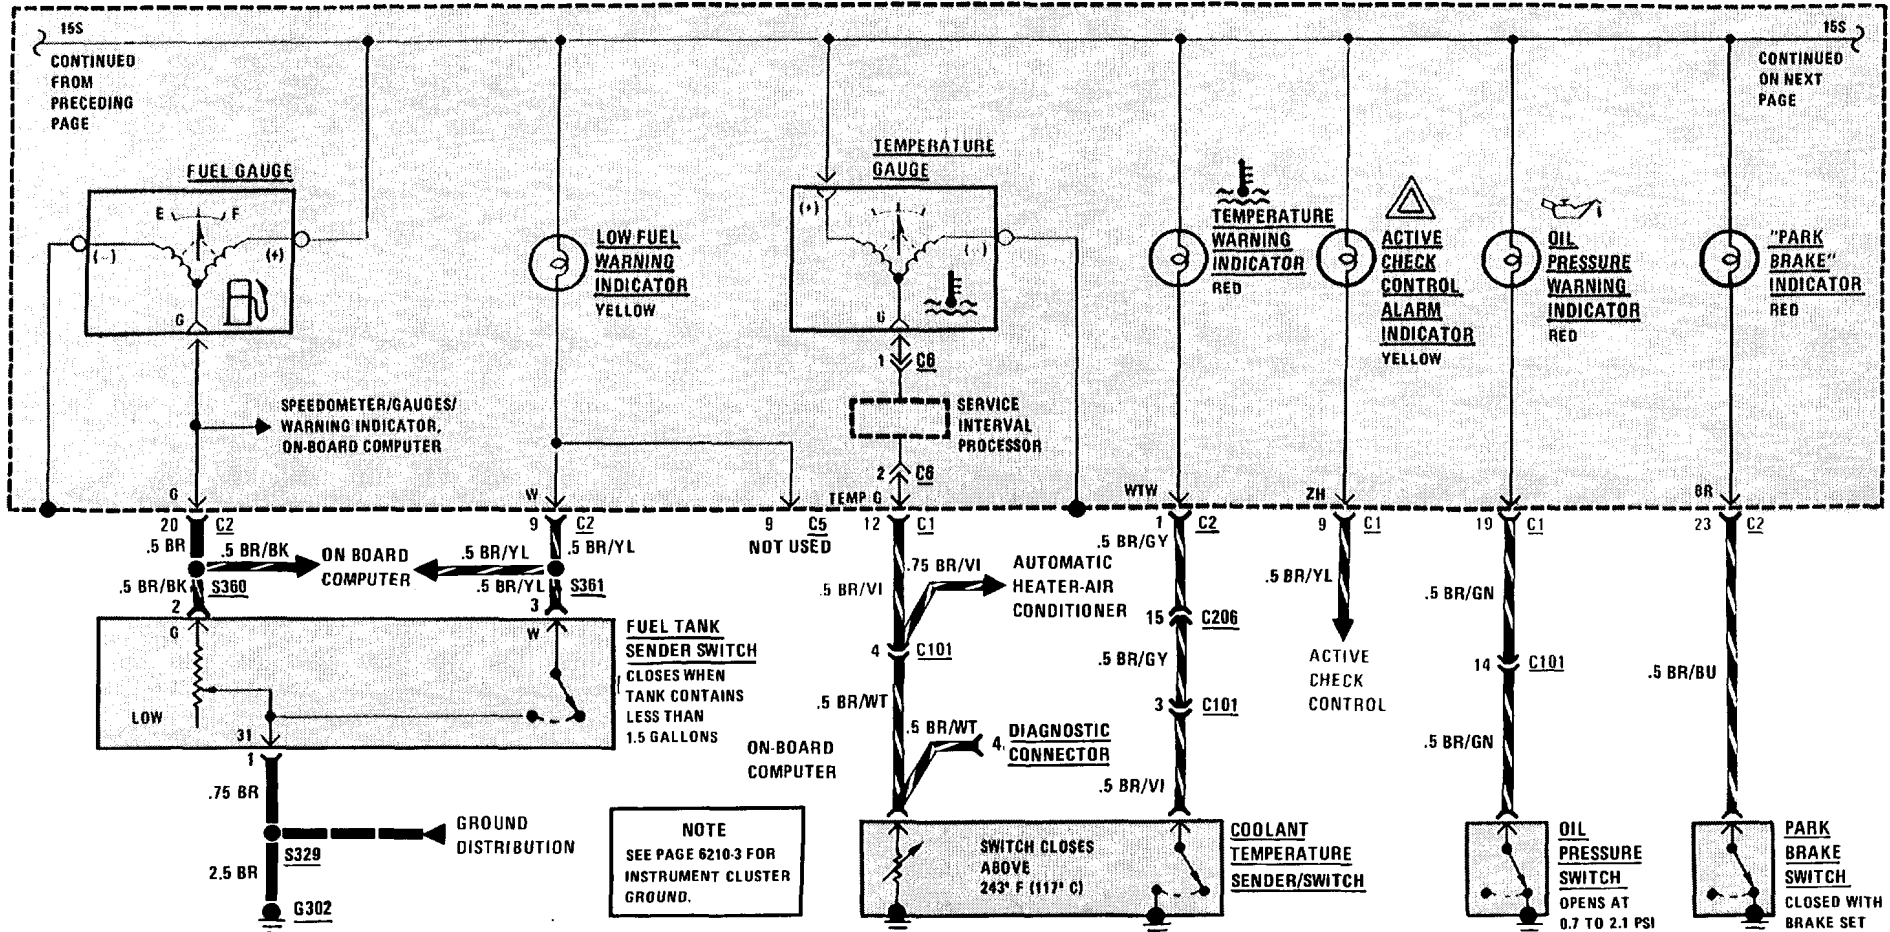 15S
CONTINUED
FROM
PRECEDING
PAGE
15S
CONTINUED
ON NEXT
PAGE
FUEL GAUGE
E
F
(-)
(+)
G
LOW FUEL
WARNING
INDICATOR
YELLOW
TEMPERATURE
GAUGE
(+)
(-)
G
1 C6
SERVICE
INTERVAL
PROCESSOR
2 C6
TEMPERATURE
WARNING
INDICATOR
RED
ACTIVE
CHECK
CONTROL
ALARM
INDICATOR
YELLOW
OIL
PRESSURE
WARNING
INDICATOR
RED
"PARK
BRAKE"
INDICATOR
RED
SPEEDOMETER/GAUGES/
WARNING INDICATOR,
ON-BOARD COMPUTER
G
W
TEMP G
WTW
ZH
BR
20 C2
9 C2
9 C5
NOT USED
12 C1
1 C2
9 C1
19 C1
23 C2
.5 BR
.5 BR/BK
ON BOARD
COMPUTER
.5 BR/YL
.5 BR/YL
.5 BR/BK
S360
.5 BR/YL
S361
2
3
G
W
LOW
31
FUEL TANK
SENDER SWITCH
CLOSES WHEN
TANK CONTAINS
LESS THAN
1.5 GALLONS
1
.75 BR
GROUND
DISTRIBUTION
S329
2.5 BR
G302
NOTE
SEE PAGE 6210-3 FOR
INSTRUMENT CLUSTER
GROUND.
.5 BR/VI
.75 BR/VI
AUTOMATIC
HEATER-AIR
CONDITIONER
4 C101
.5 BR/WT
.5 BR/WT
4.
DIAGNOSTIC
CONNECTOR
ON-BOARD
COMPUTER
.5 BR/GY
15 C206
.5 BR/GY
3 C101
.5 BR/VI
SWITCH CLOSES
ABOVE
243° F (117° C)
COOLANT
TEMPERATURE
SENDER/SWITCH
.5 BR/YL
ACTIVE
CHECK
CONTROL
.5 BR/GN
14 C101
.5 BR/GN
OIL
PRESSURE
SWITCH
OPENS AT
0.7 TO 2.1 PSI
.5 BR/BU
PARK
BRAKE
SWITCH
CLOSED WITH
BRAKE SET